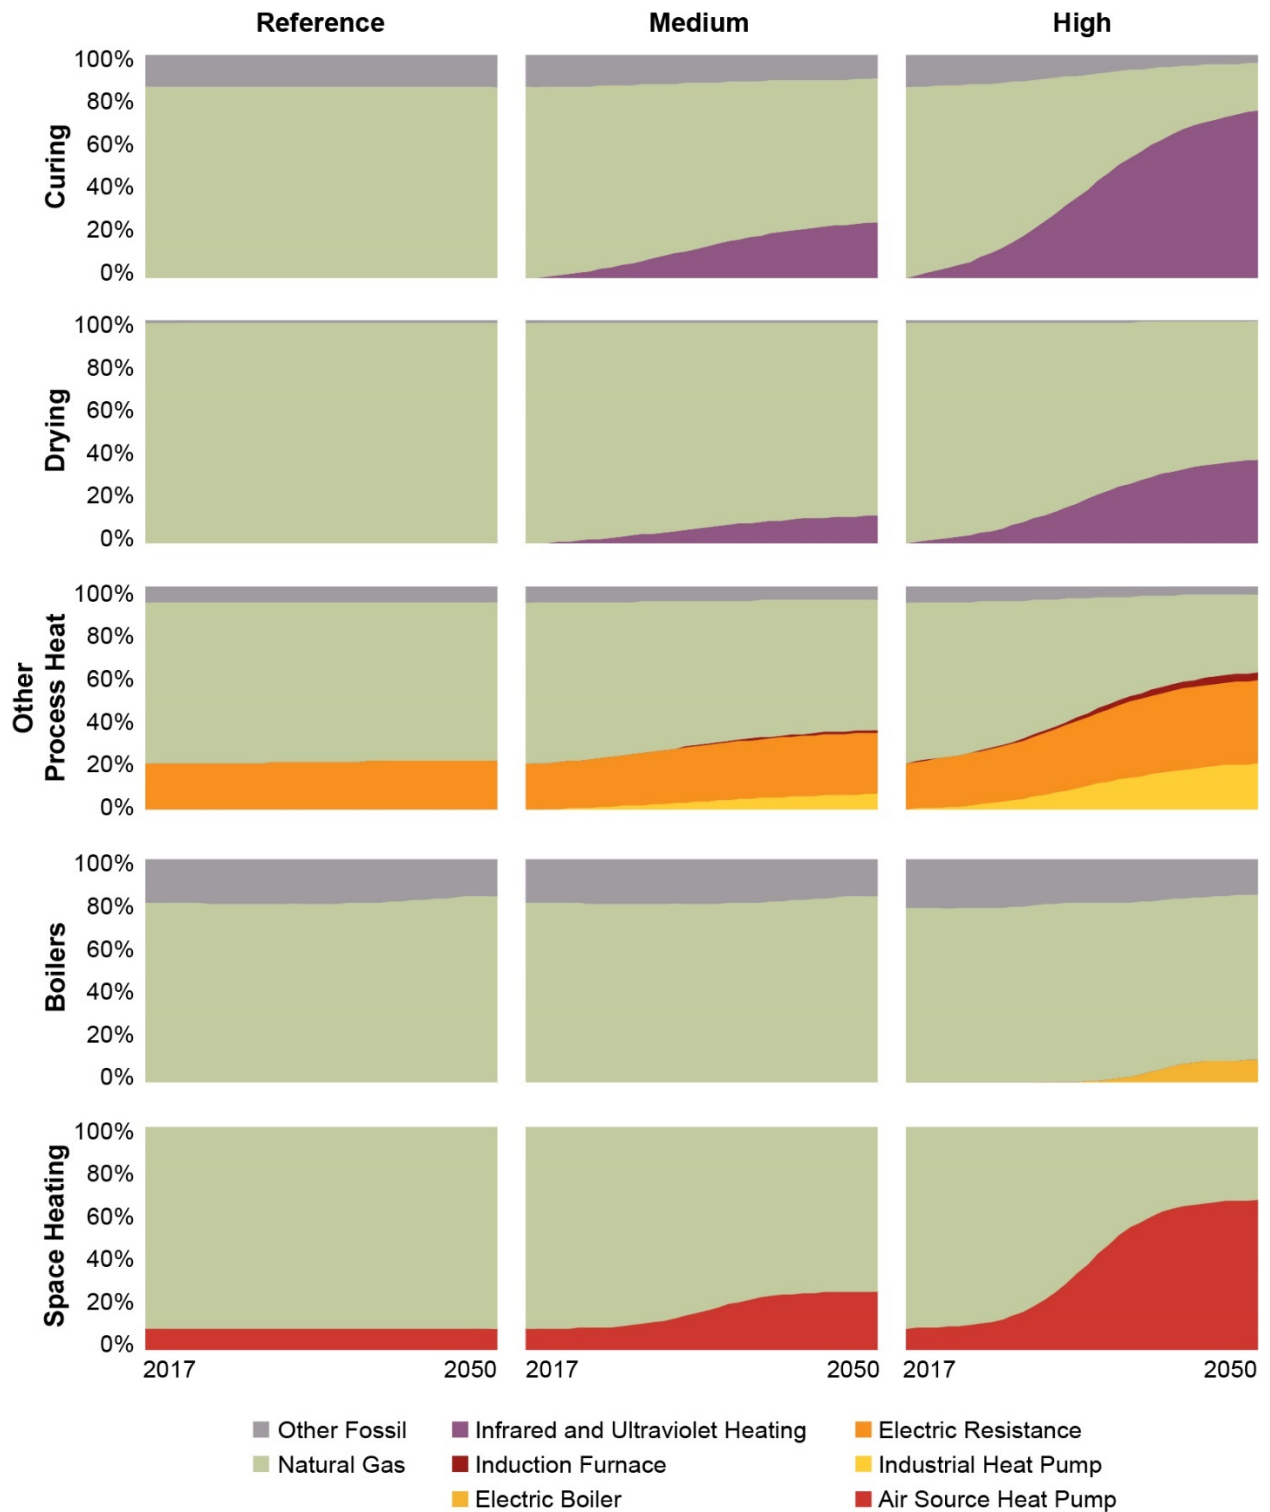 Reference Medium High
Curing
100%
80%
60%
40%
20%
0%
Drying
100%
80%
60%
40%
20%
0%
Other
Process Heat
100%
80%
60%
40%
20%
0%
Boilers
100%
80%
60%
40%
20%
0%
Space Heating
100%
80%
60%
40%
20%
0%
2017 2050 2017 2050 2017 2050
Other Fossil Infrared and Ultraviolet Heating Electric Resistance
Natural Gas Induction Furnace Industrial Heat Pump
Electric Boiler Air Source Heat Pump